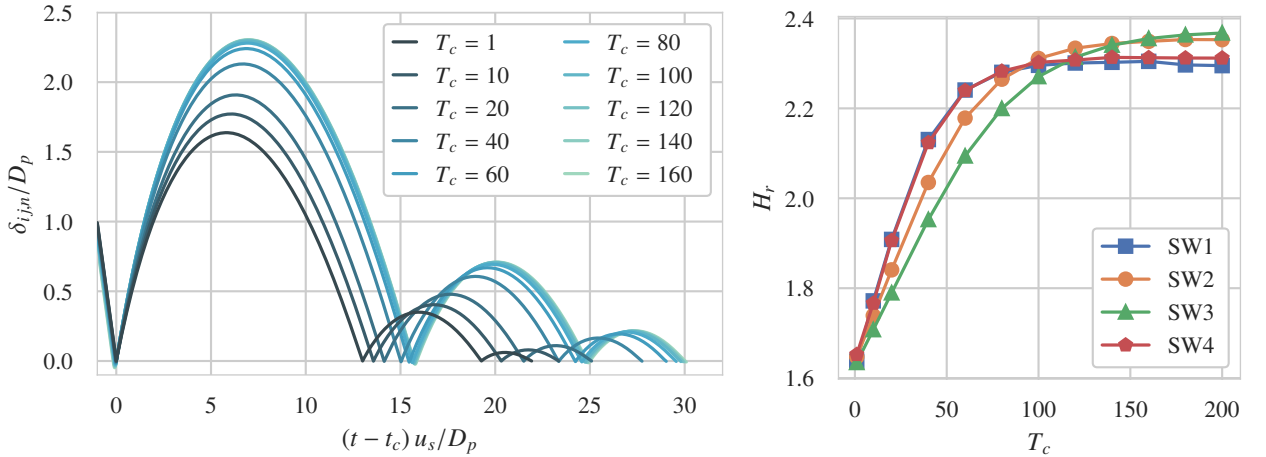 2.5
2.0
1.5
1.0
0.5
0.0
δ_{ij,n}/D_p
0 5 10 15 20 25 30
(t − t_c) u_s/D_p
T_c = 1
T_c = 10
T_c = 20
T_c = 40
T_c = 60
T_c = 80
T_c = 100
T_c = 120
T_c = 140
T_c = 160
2.4
2.2
2.0
1.8
1.6
H_r
0 50 100 150 200
T_c
SW1
SW2
SW3
SW4